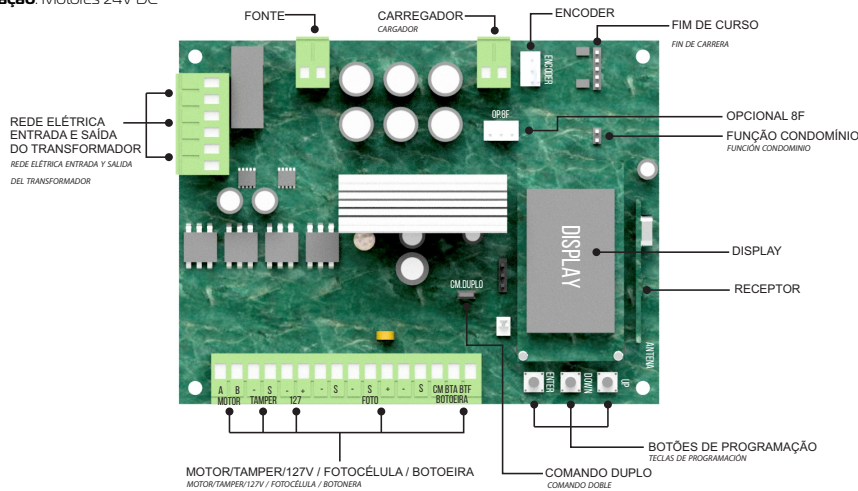 ação: Motores 24V DC
FONTE
CARREGADOR
CARGADOR
ENCODER
FIM DE CURSO
FIN DE CARRERA
ENCODER
OP.8F
REDE ELÉTRICA
ENTRADA E SAÍDA
DO TRANSFORMADOR
REDE ELÉTRICA ENTRADA Y SALIDA
DEL TRANSFORMADOR
OPCIONAL 8F
FUNÇÃO CONDOMÍNIO
FUNCIÓN CONDOMINIO
DISPLAY
DISPLAY
RECEPTOR
CM.DUPLO
ANTENA
A B - S - + - S - S + - S CM BTA BTF
MOTOR TAMPER 127 FOTO BOTOEIRA
ENTER DOWN UP
BOTÕES DE PROGRAMAÇÃO
TECLAS DE PROGRAMACIÓN
MOTOR/TAMPER/127V / FOTOCÉLULA / BOTOEIRA
MOTOR/TAMPER/127V / FOTOCÉLULA / BOTONERA
COMANDO DUPLO
COMANDO DOBLE